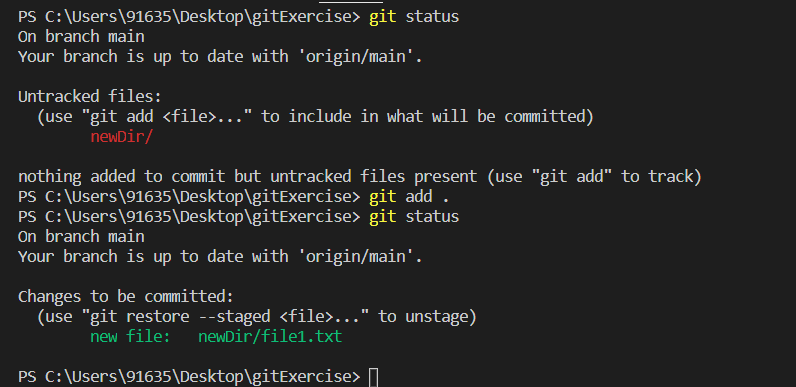 PS C:\Users\91635\Desktop\gitExercise> git status
On branch main
Your branch is up to date with 'origin/main'.
Untracked files:
  (use "git add <file>..." to include in what will be committed)
        newDir/
nothing added to commit but untracked files present (use "git add" to track)
PS C:\Users\91635\Desktop\gitExercise> git add .
PS C:\Users\91635\Desktop\gitExercise> git status
On branch main
Your branch is up to date with 'origin/main'.
Changes to be committed:
  (use "git restore --staged <file>..." to unstage)
        new file:   newDir/file1.txt
PS C:\Users\91635\Desktop\gitExercise>